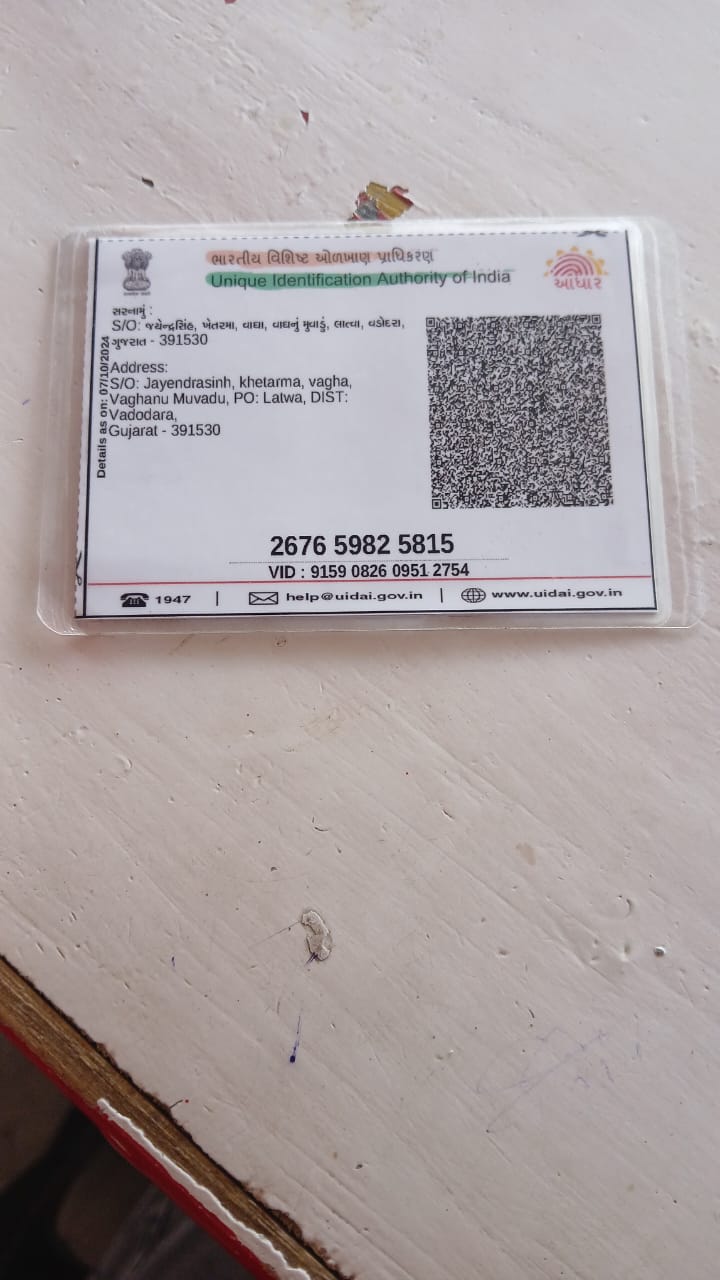 ભારતીય વિશિષ્ટ ઓળખાણ પ્રાધિકરણ
Unique Identification Authority of India
આધાર
સરનામું :
S/O: જયેન્દ્રસિંહ, ખેતરમા, વાઘા, વાઘનું મુવાડું, લાત્વા, વડોદરા,
ગુજરાત - 391530
Address:
S/O: Jayendrasinh, khetarma, vagha,
Vaghanu Muvadu, PO: Latwa, DIST:
Vadodara,
Gujarat - 391530
Details as on: 07/10/2024
2676 5982 5815
VID : 9159 0826 0951 2754
1947 | help@uidai.gov.in | www.uidai.gov.in